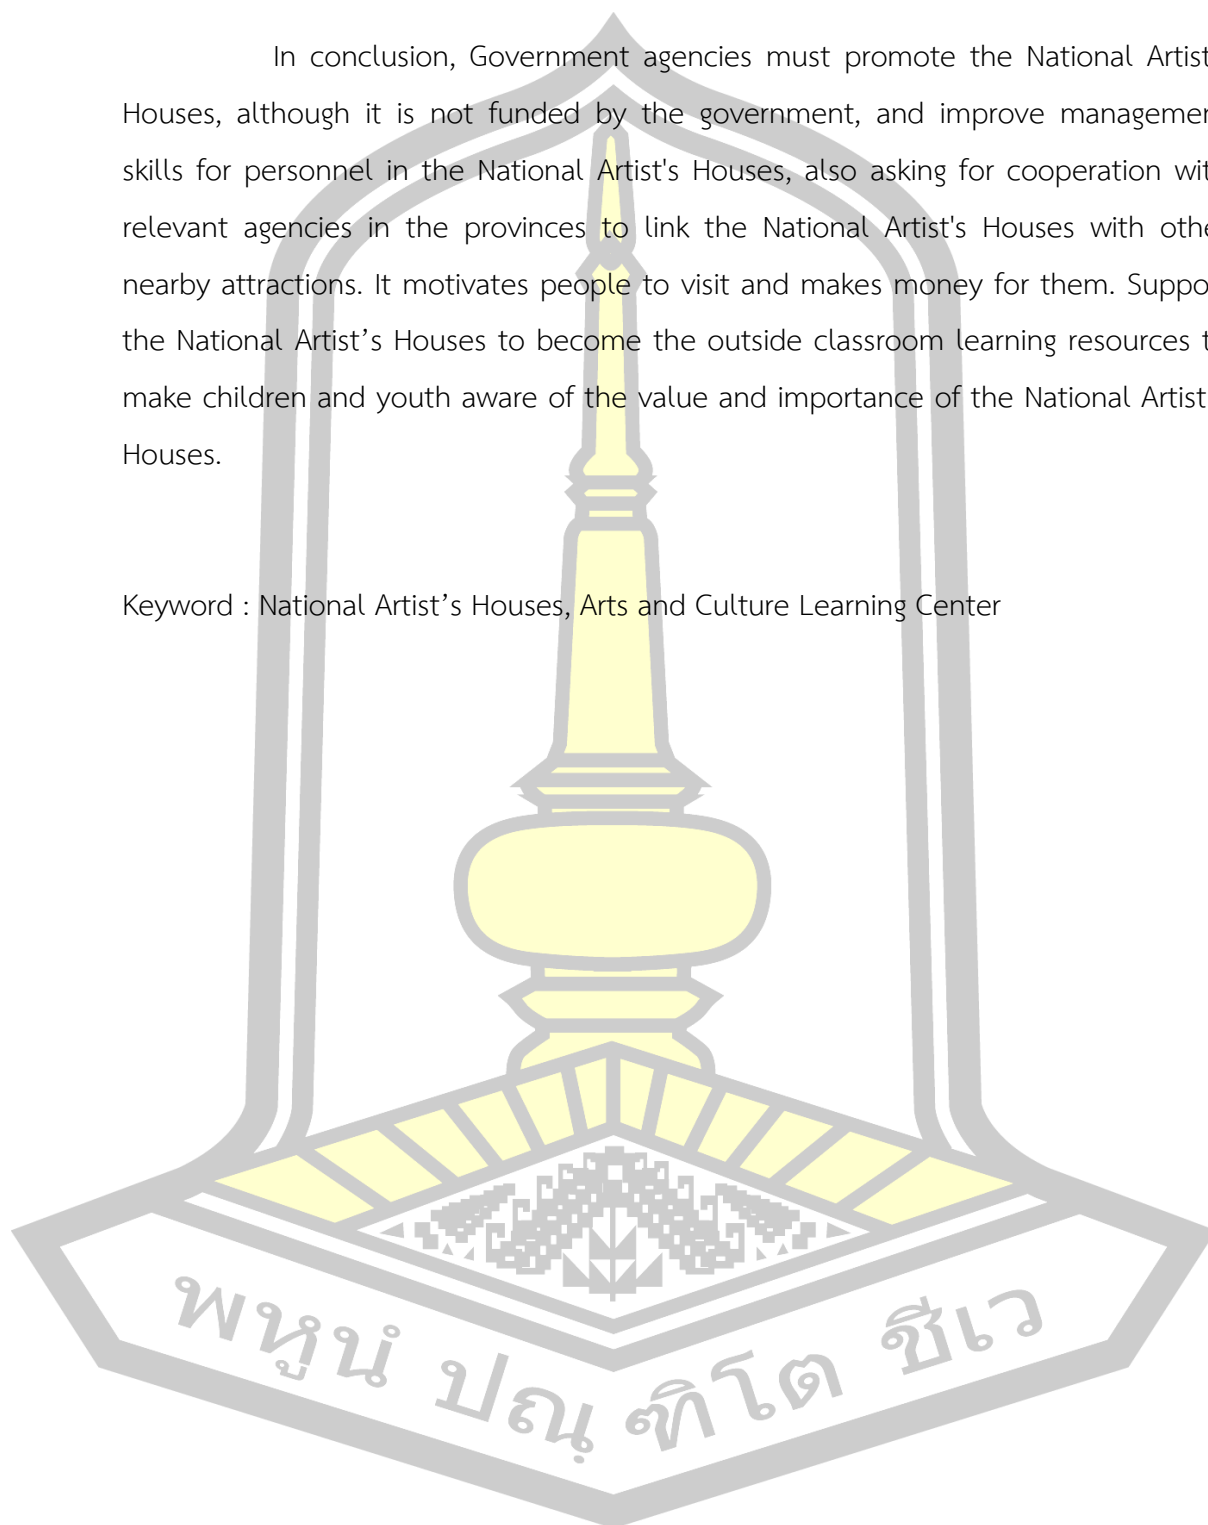 In conclusion, Government agencies must promote the National Artist
Houses, although it is not funded by the government, and improve managemen
skills for personnel in the National Artist's Houses, also asking for cooperation wit
relevant agencies in the provinces to link the National Artist's Houses with othe
nearby attractions. It motivates people to visit and makes money for them. Suppo
the National Artist’s Houses to become the outside classroom learning resources t
make children and youth aware of the value and importance of the National Artist
Houses.
Keyword : National Artist’s Houses, Arts and Culture Learning Center
พหูนํ ปณฺฑิโต ชีเว